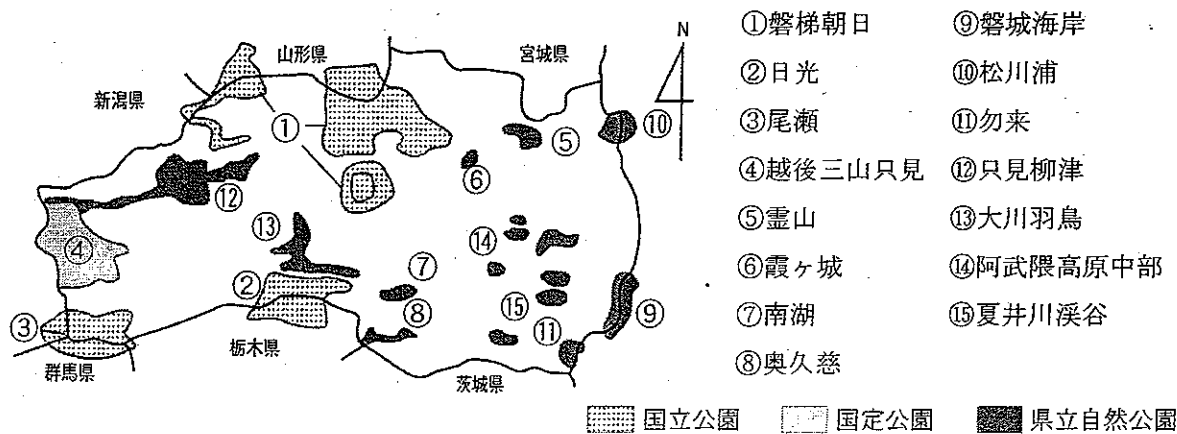 山形県
宮城県
新潟県
N
①
⑤
⑩
⑥
⑫
④
⑬
⑭
②
⑦
⑮
⑨
⑧
⑪
③
栃木県
群馬県
茨城県
①磐梯朝日
②日光
③尾瀬
④越後三山只見
⑤霊山
⑥霞ヶ城
⑦南湖
⑧奥久慈
⑨磐城海岸
⑩松川浦
⑪勿来
⑫只見柳津
⑬大川羽鳥
⑭阿武隈高原中部
⑮夏井川渓谷
国立公園 国定公園 県立自然公園